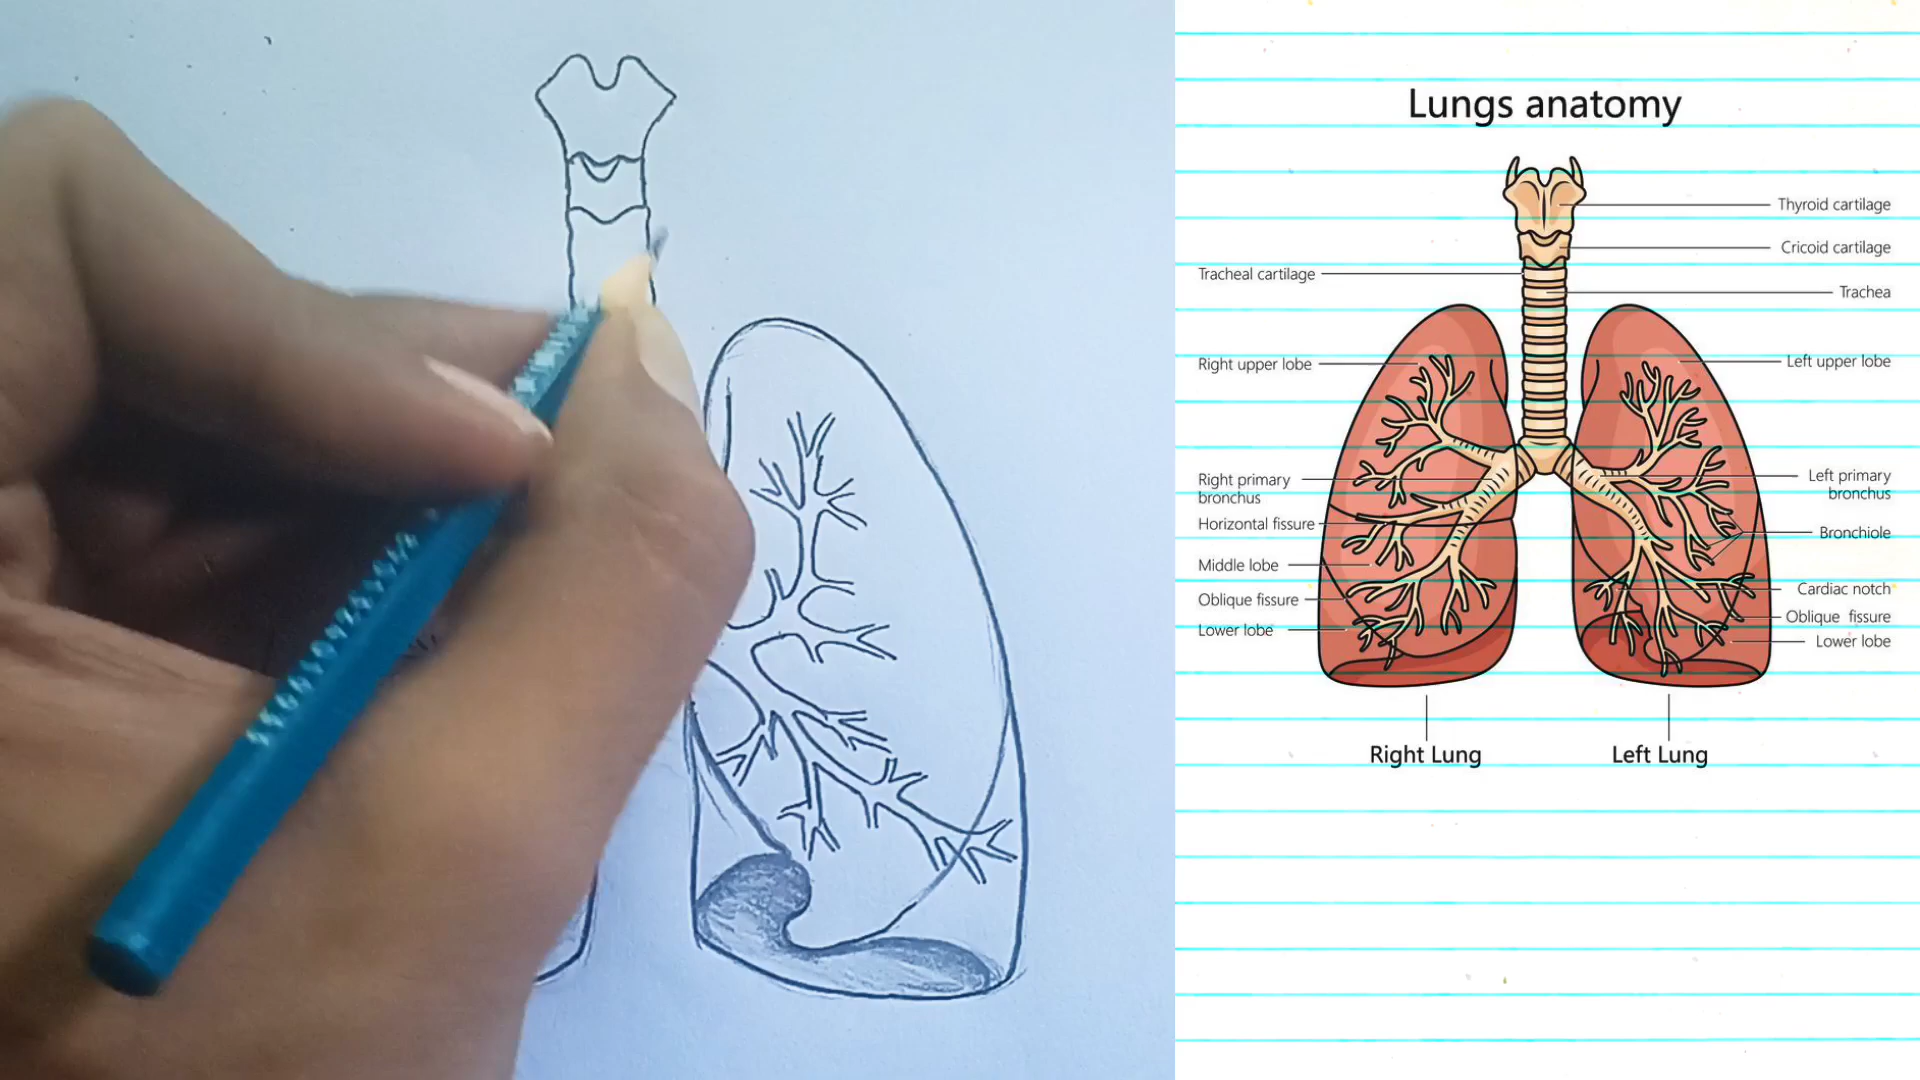 Lungs anatomy
Thyroid cartilage
Cricoid cartilage
Tracheal cartilage
Trachea
Right upper lobe
Left upper lobe
Right primary
bronchus
Left primary
bronchus
Horizontal fissure
Bronchiole
Middle lobe
Cardiac notch
Oblique fissure
Oblique fissure
Lower lobe
Lower lobe
Right Lung
Left Lung